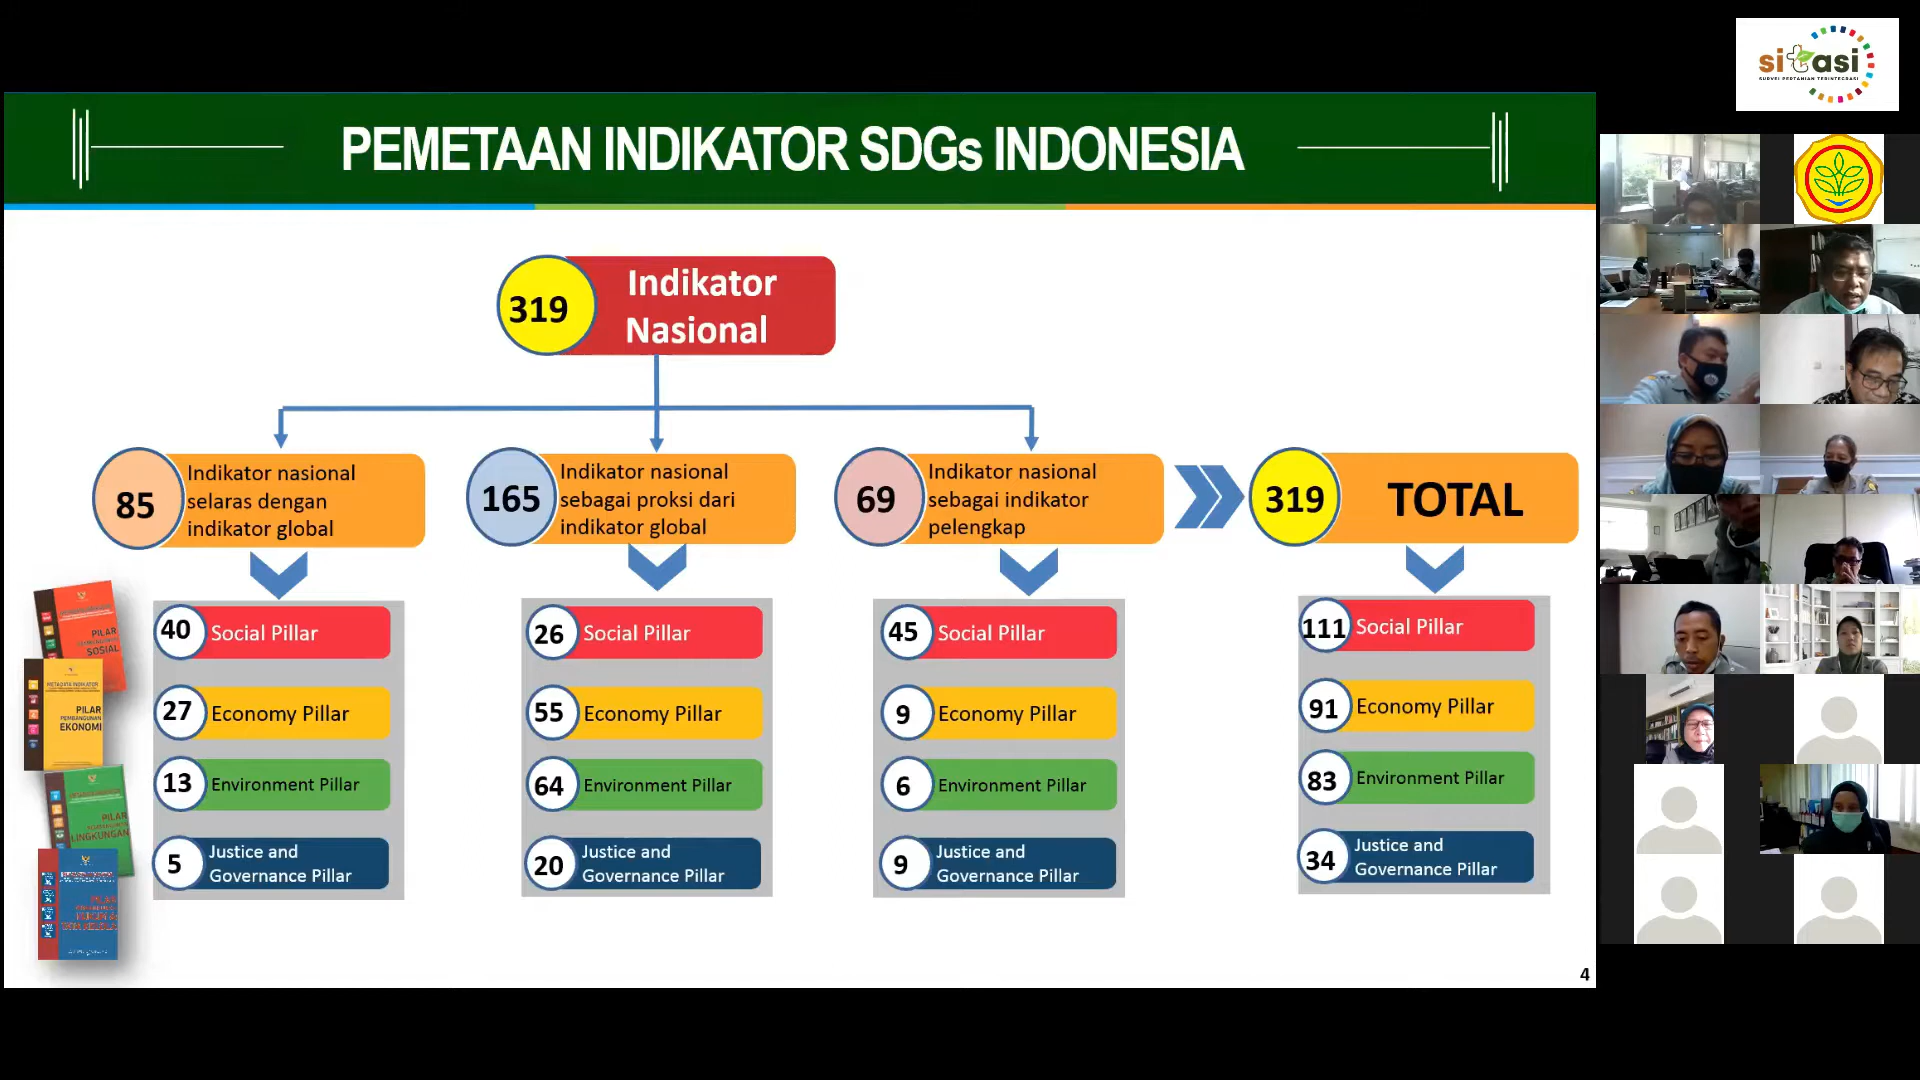 sitasi
SURVEI PERTANIAN TERINTEGRASI
PEMETAAN INDIKATOR SDGs INDONESIA
319
Indikator
Nasional
85
Indikator nasional
selaras dengan
indikator global
165
Indikator nasional
sebagai proksi dari
indikator global
69
Indikator nasional
sebagai indikator
pelengkap
319
TOTAL
40
Social Pillar
27
Economy Pillar
13
Environment Pillar
5
Justice and
Governance Pillar
26
Social Pillar
55
Economy Pillar
64
Environment Pillar
20
Justice and
Governance Pillar
45
Social Pillar
9
Economy Pillar
6
Environment Pillar
9
Justice and
Governance Pillar
111
Social Pillar
91
Economy Pillar
83
Environment Pillar
34
Justice and
Governance Pillar
PILAR
SOSIAL
METADATA INDIKATOR
PILAR
PEMBANGUNAN
EKONOMI
PILAR
LINGKUNGAN
4